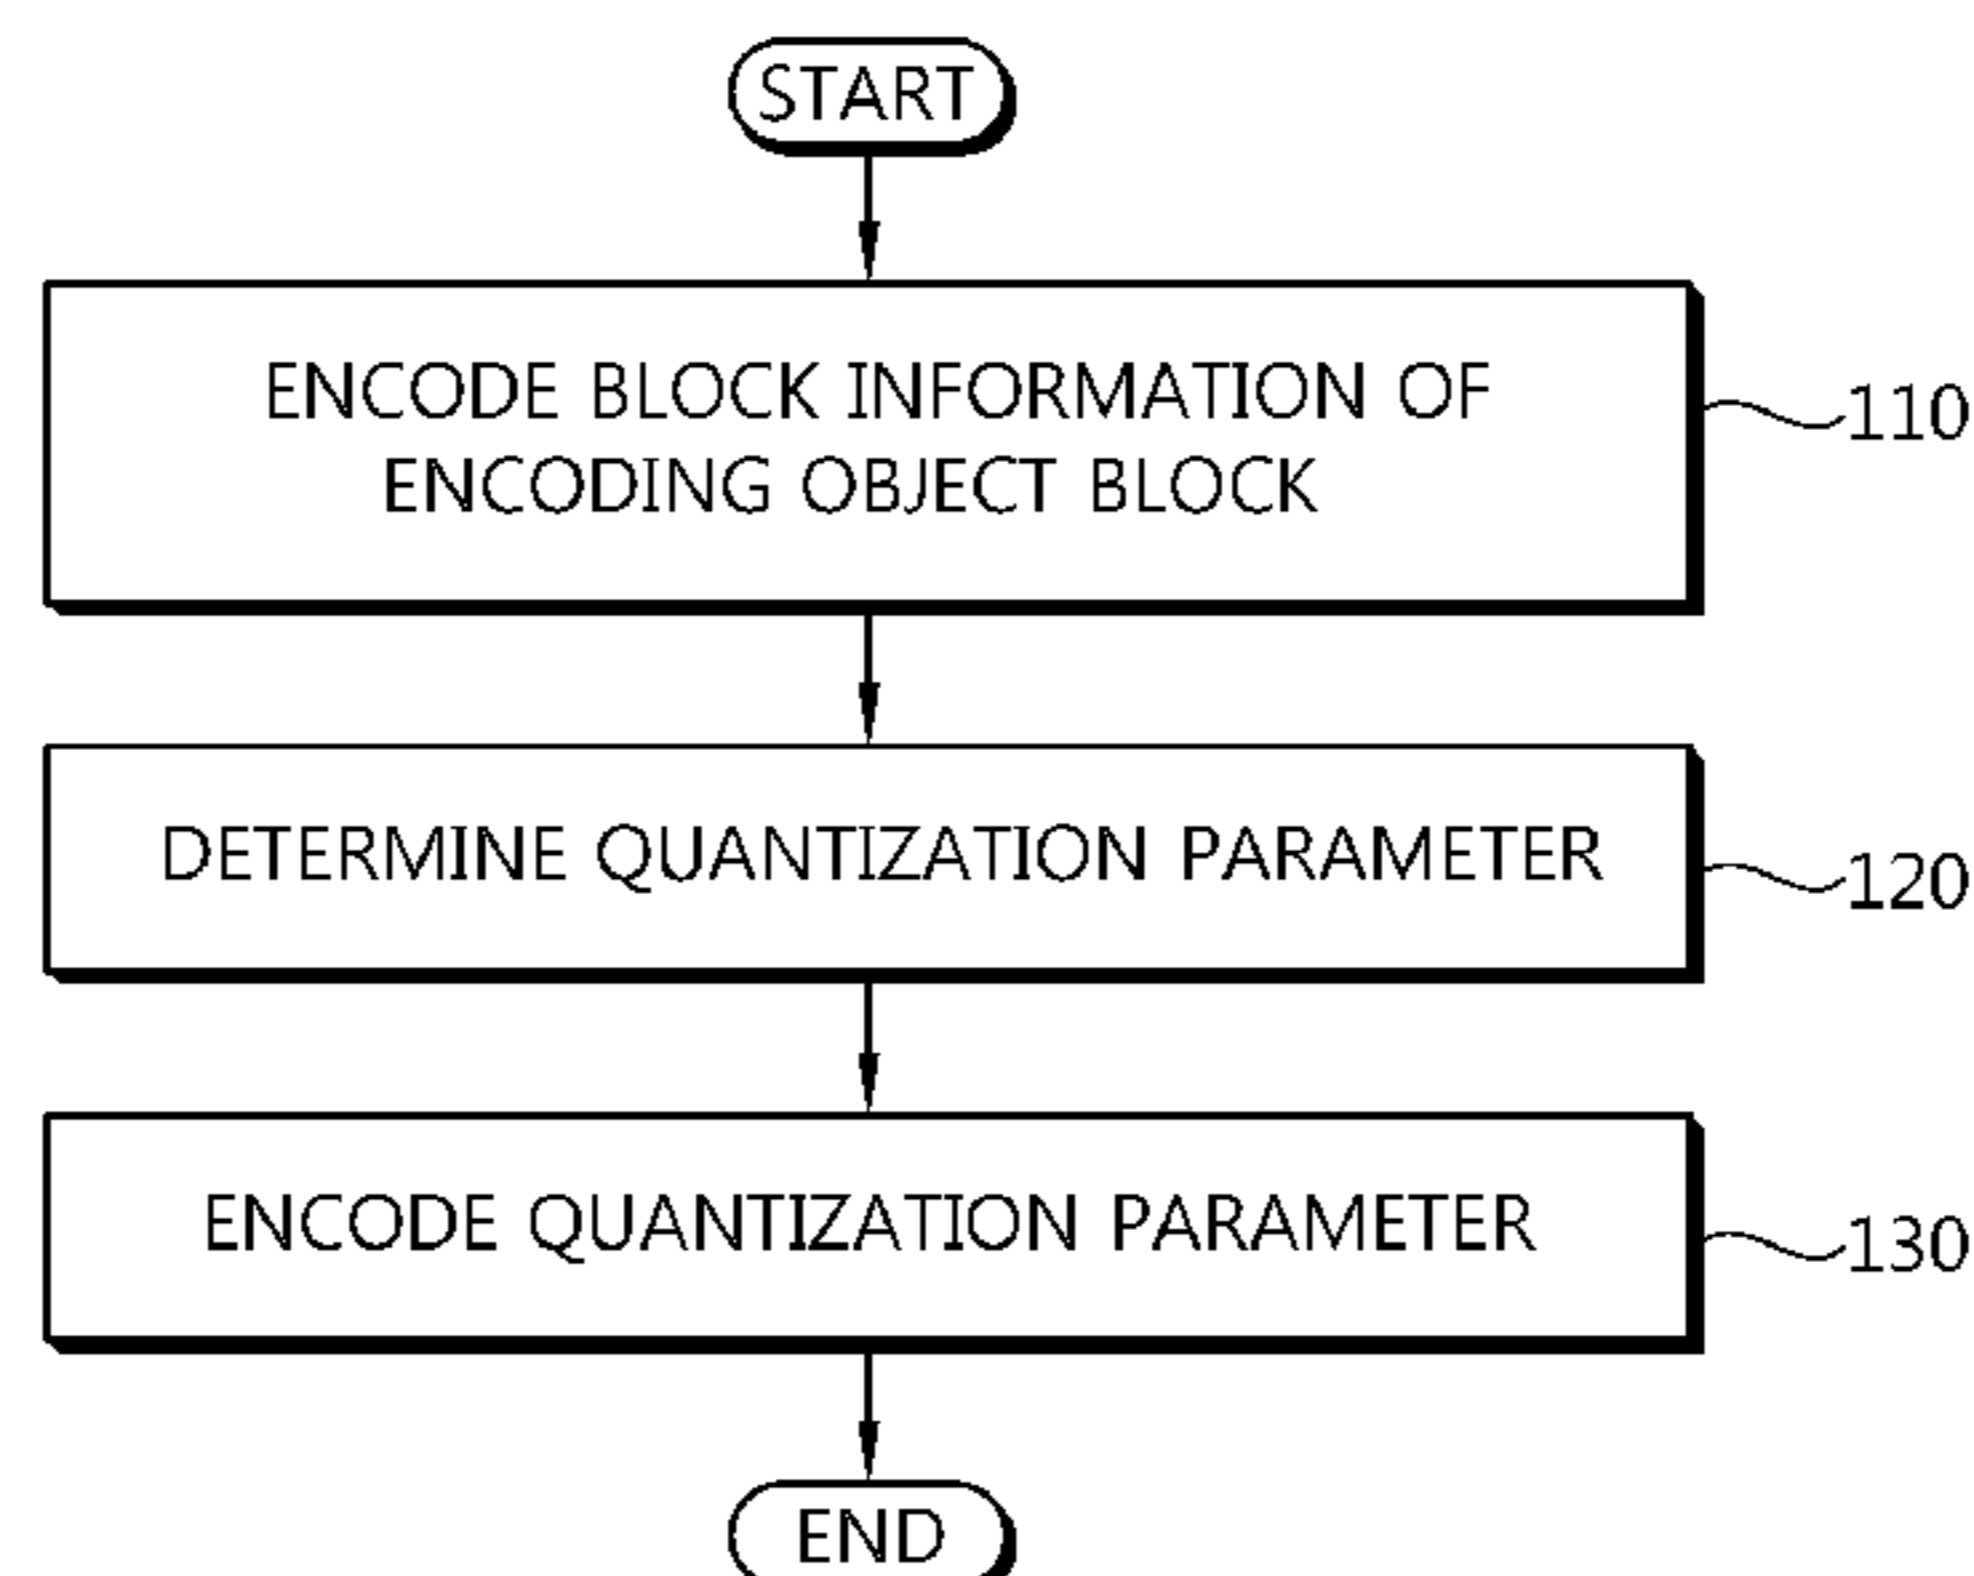 START
ENCODE BLOCK INFORMATION OF
ENCODING OBJECT BLOCK
110
DETERMINE QUANTIZATION PARAMETER
120
ENCODE QUANTIZATION PARAMETER
130
END